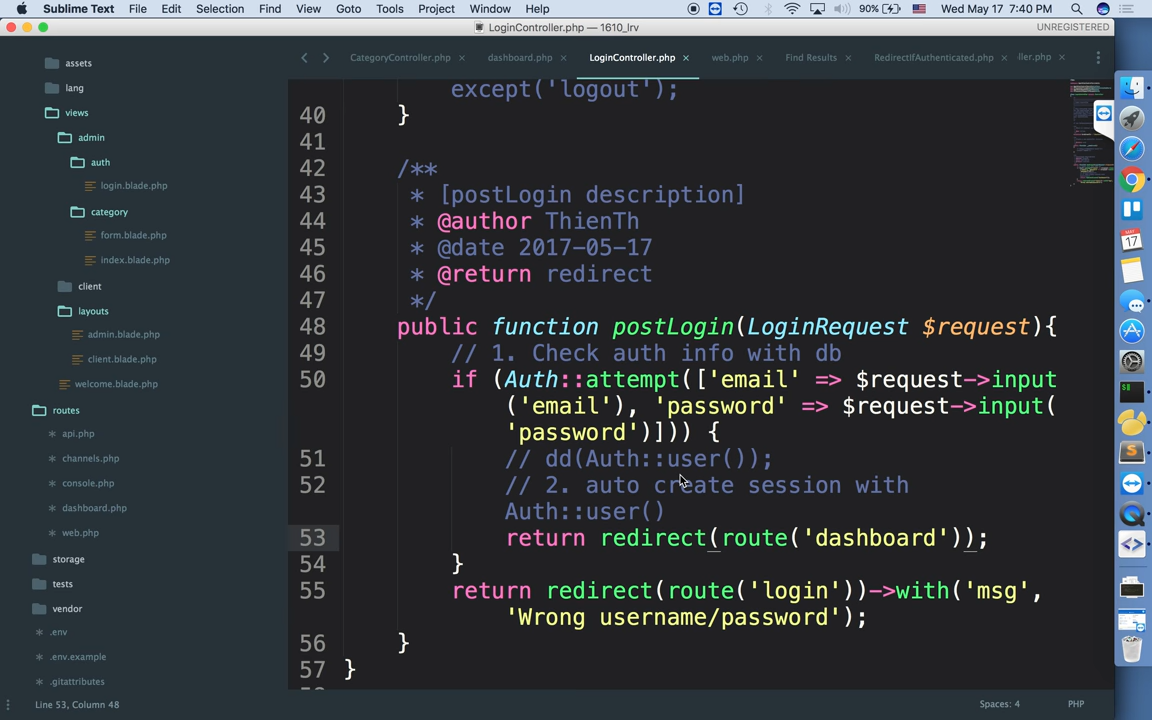 Sublime Text File Edit Selection Find View Goto Tools Project Window Help 90% Wed May 17 7:40 PM
LoginController.php — 1610_lrv UNREGISTERED
CategoryController.php × dashboard.php × LoginController.php × web.php × Find Results × RedirectIfAuthenticated.php × ller.php ×
assets
lang
views
admin
auth
login.blade.php
category
form.blade.php
index.blade.php
client
layouts
admin.blade.php
client.blade.php
welcome.blade.php
routes
api.php
channels.php
console.php
dashboard.php
web.php
storage
tests
vendor
.env
.env.example
.gitattributes
except('logout');
40 }
41
42 /**
43 * [postLogin description]
44 * @author ThienTh
45 * @date 2017-05-17
46 * @return redirect
47 */
48 public function postLogin(LoginRequest $request){
49 // 1. Check auth info with db
50 if (Auth::attempt(['email' => $request->input
('email'), 'password' => $request->input(
'password')])) {
51 // dd(Auth::user());
52 // 2. auto create session with
Auth::user()
53 return redirect(route('dashboard'));
54 }
55 return redirect(route('login'))->with('msg',
'Wrong username/password');
56 }
57 }
MAY
17
Line 53, Column 48 Spaces: 4 PHP